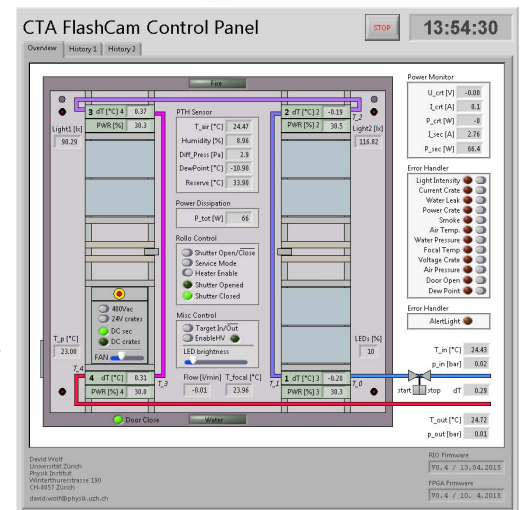 CTA FlashCam Control Panel
STOP
13:54:30
Overview History 1 History 2
Fire
3 dT [°C] 4 0.37
PWR [%] 30.3
2 dT [°C] 2 -0.19
PWR [%] 2 30.5
T_2
Light1 [lx]
90.29
Light2 [lx]
116.82
PTH Sensor
T_air [°C] 24.47
Humidity [%] 8.96
Diff_Press [Pa] 2.9
DewPoint [°C] -10.90
Reserve [°C] 33.90
Power Dissipation
P_tot [W] 66
Rollo Control
Shutter Open/Close
Service Mode
Heater Enable
Shutter Opened
Shutter Closed
Misc Control
Target In/Out
EnableHV
LED brightness
400Vac
24V crates
DC sec
DC crates
FAN
T_p [°C]
23.00
LEDs [%]
10
T_4
4 dT [°C] 0.31
PWR [%] 4 30.0
T_3
Flow [l/min] T_focal [°C]
-0.01 23.96
T_1
1 dT [°C] 3 -0.28
PWR [%] 3 30.3
T_0
Door Close
Water
Power Monitor
U_crt [V] -0.00
I_crt [A] 0.1
P_crt [W] -0
I_sec [A] 2.76
P_sec [W] 66.4
Error Handler
Light Intensity
Current Crate
Water Leak
Power Crate
Smoke
Air Temp.
Water Pressure
Focal Temp
Voltage Crate
Air Pressure
Door Open
Dew Point
Error Handler
AlertLight
T_in [°C] 24.43
p_in [bar] 0.02
start stop dT 0.29
T_out [°C] 24.72
p_out [bar] 0.01
David Wolf
Universität Zürich
Physik Institut
Winterthurerstrasse 190
CH-8057 Zürich
david.wolf@physik.uzh.ch
RIO Firmware
V0.4 / 13.04.2015
FPGA Firmware
V0.4 / 10. 4.2015